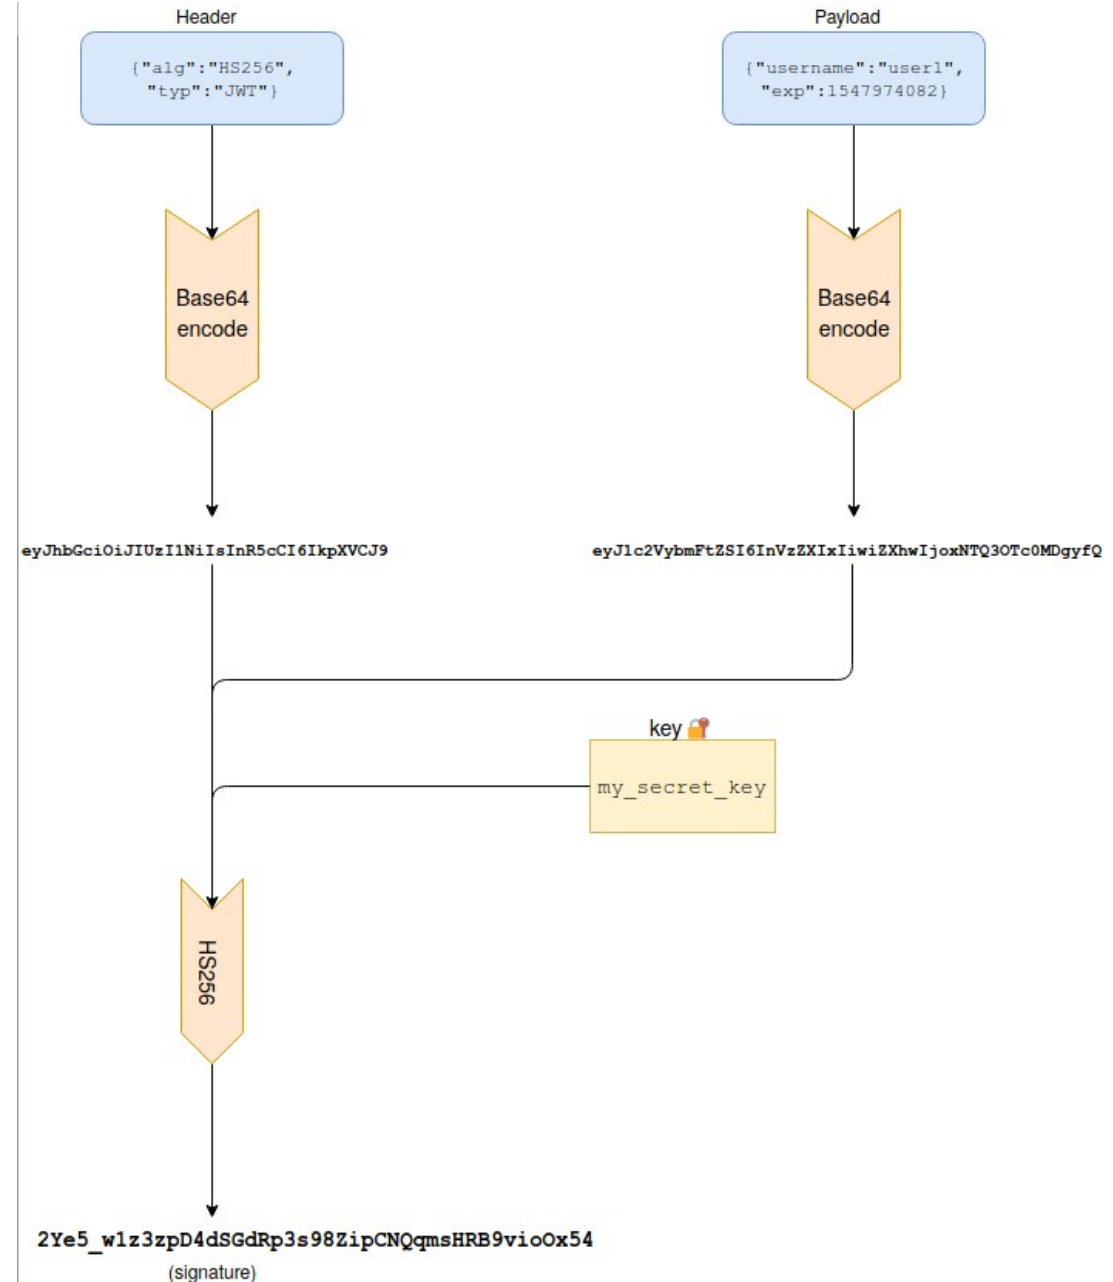 Header
Payload
{"alg":"HS256",
"typ":"JWT"}
{"username":"user1",
"exp":1547974082}
Base64
encode
Base64
encode
eyJhbGciOiJIUzI1NiIsInR5cCI6IkpXVCJ9
eyJ1c2VybmFtZSI6InVzZXIxIiwiZXhwIjoxNTQ3OTc0MDgyfQ
key 🔐
my_secret_key
HS256
2Ye5_w1z3zpD4dSGdRp3s98ZipCNQqmsHRB9vioOx54
(signature)